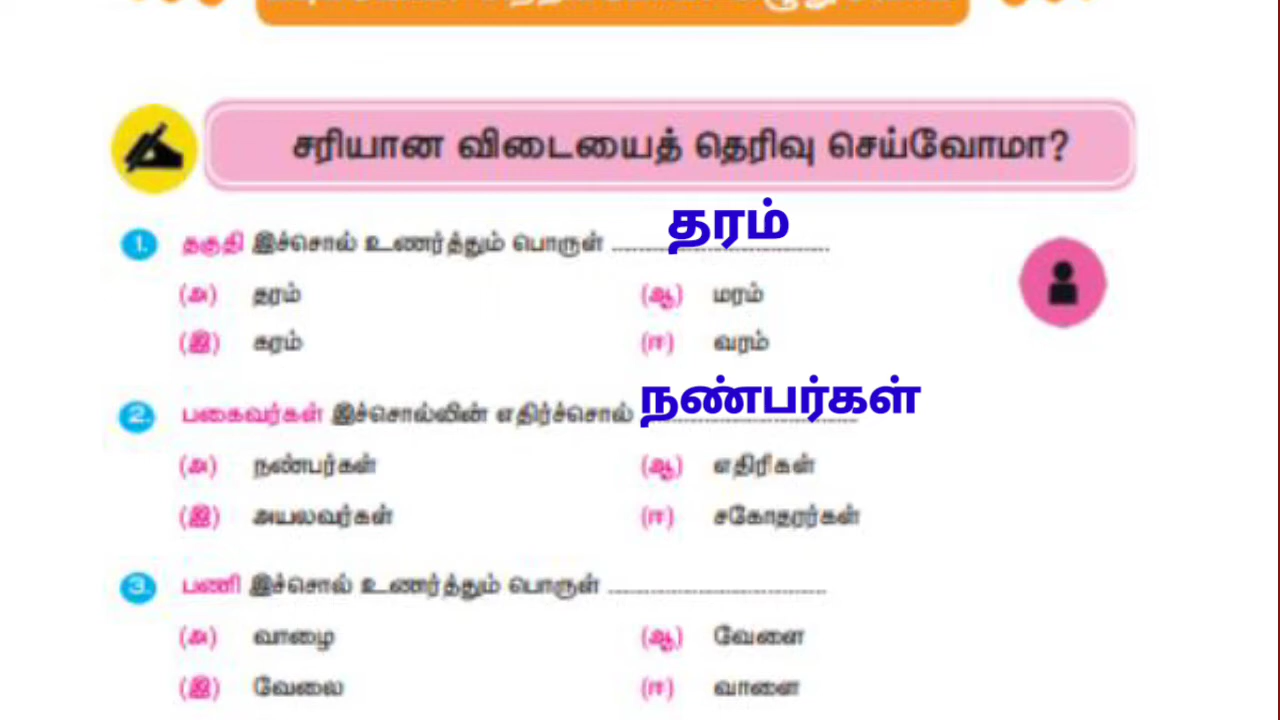 சரியான விடையைத் தெரிவு செய்வோமா?
1. தகுதி இச்சொல் உணர்த்தும் பொருள் .......... தரம்
(அ) தரம் (ஆ) மரம்
(இ) கரம் (ஈ) வரம்
2. பகைவர்கள் இச்சொல்லின் எதிர்ச்சொல் .......... நண்பர்கள்
(அ) நண்பர்கள் (ஆ) எதிரிகள்
(இ) அயலவர்கள் (ஈ) சகோதரர்கள்
3. பணி இச்சொல் உணர்த்தும் பொருள் ..........
(அ) வாழை (ஆ) வேளை
(இ) வேலை (ஈ) வாளை